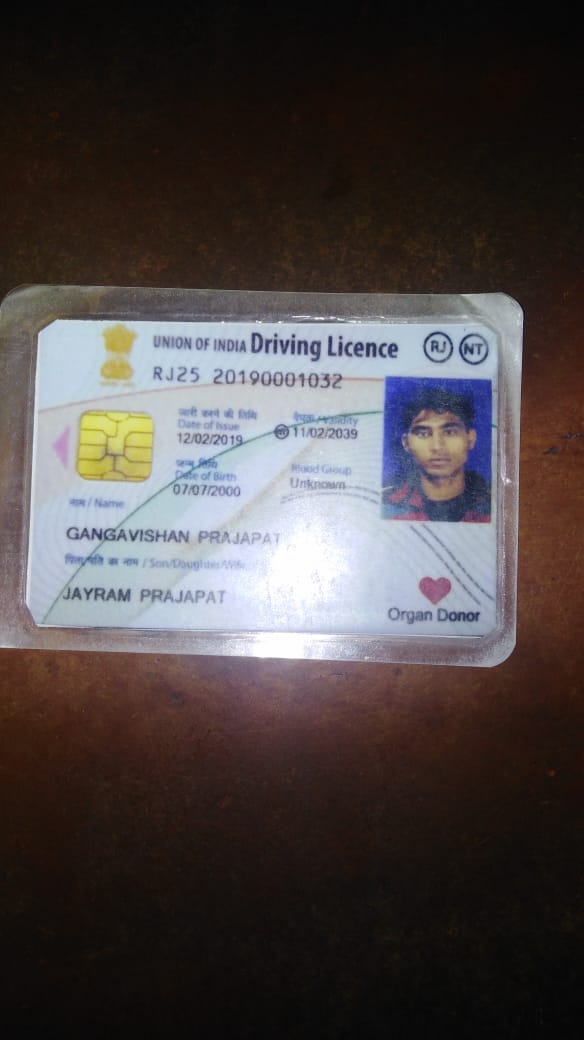 UNION OF INDIA Driving Licence RJ NT
RJ25 20190001032
जारी करने की तिथि
Date of Issue
12/02/2019
वैधता / Validity
NT 11/02/2039
जन्म तिथि
Date of Birth
07/07/2000
Blood Group
Unknown
नाम / Name
GANGAVISHAN PRAJAPAT
पिता/पति का नाम / Son/Daughter/Wife
JAYRAM PRAJAPAT
Organ Donor